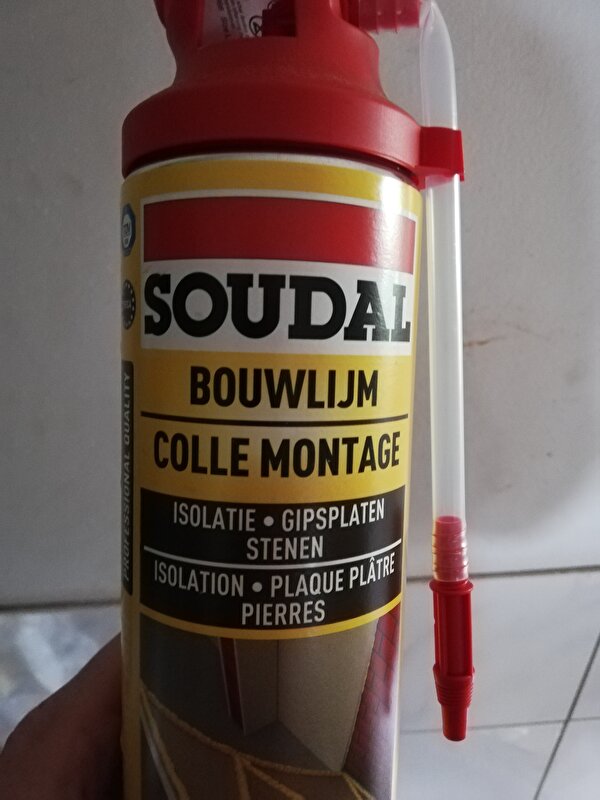 SOUDAL
BOUWLIJM
COLLE MONTAGE
ISOLATIE • GIPSPLATEN
STENEN
ISOLATION • PLAQUE PLÂTRE
PIERRES
PROFESSIONAL QUALITY